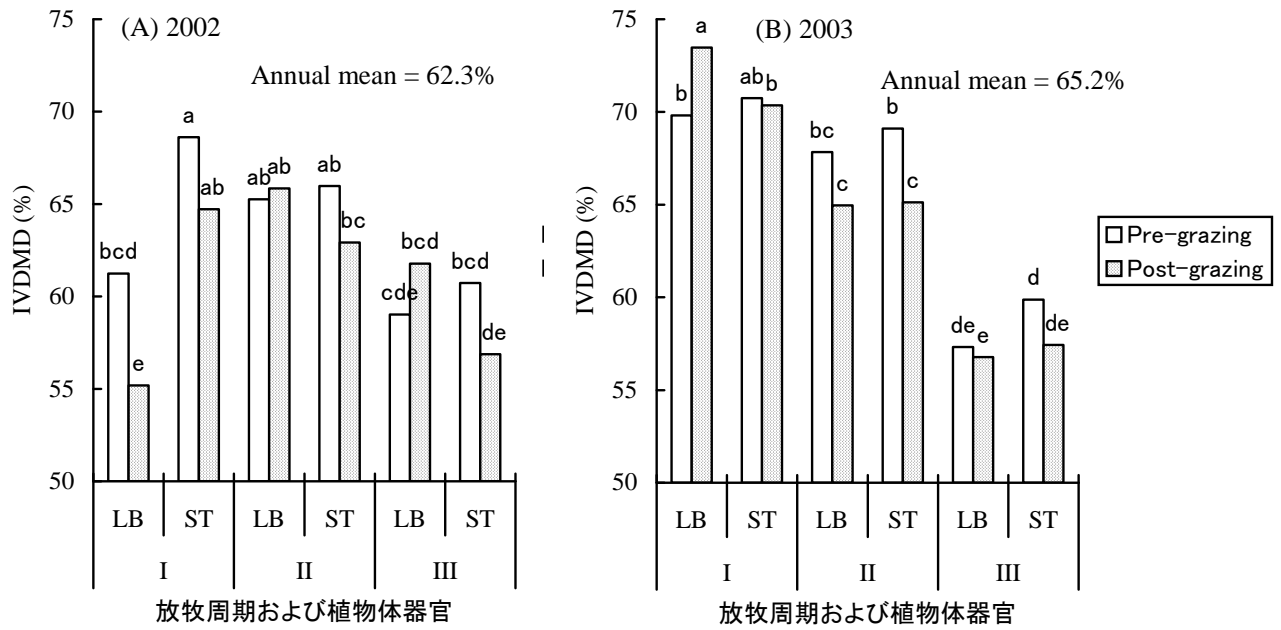 (A) 2002
Annual mean = 62.3%
IVDMD (%)
75
70
65
60
55
50
bcd
e
a
ab
ab
ab
ab
bc
cde
bcd
bcd
de
LB ST LB ST LB ST
I II III
放牧周期および植物体器官
(B) 2003
Annual mean = 65.2%
IVDMD (%)
75
70
65
60
55
50
b
a
ab
b
bc
c
b
c
de
e
d
de
LB ST LB ST LB ST
I II III
放牧周期および植物体器官
Pre-grazing
Post-grazing